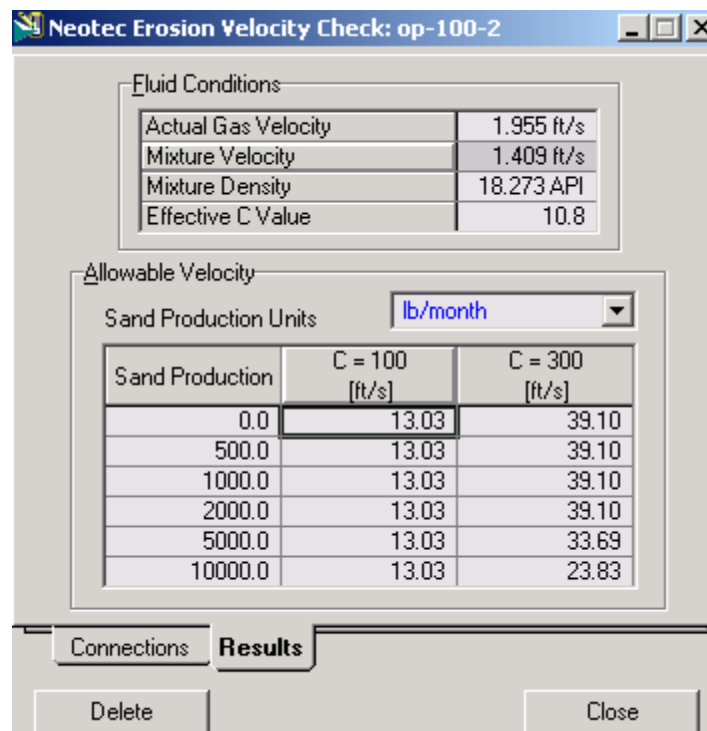 Neotec Erosion Velocity Check: op-100-2
Fluid Conditions
Actual Gas Velocity 1.955 ft/s
Mixture Velocity 1.409 ft/s
Mixture Density 18.273 API
Effective C Value 10.8
Allowable Velocity
Sand Production Units lb/month
Sand Production C = 100 [ft/s] C = 300 [ft/s]
0.0 13.03 39.10
500.0 13.03 39.10
1000.0 13.03 39.10
2000.0 13.03 39.10
5000.0 13.03 33.69
10000.0 13.03 23.83
Connections Results
Delete Close